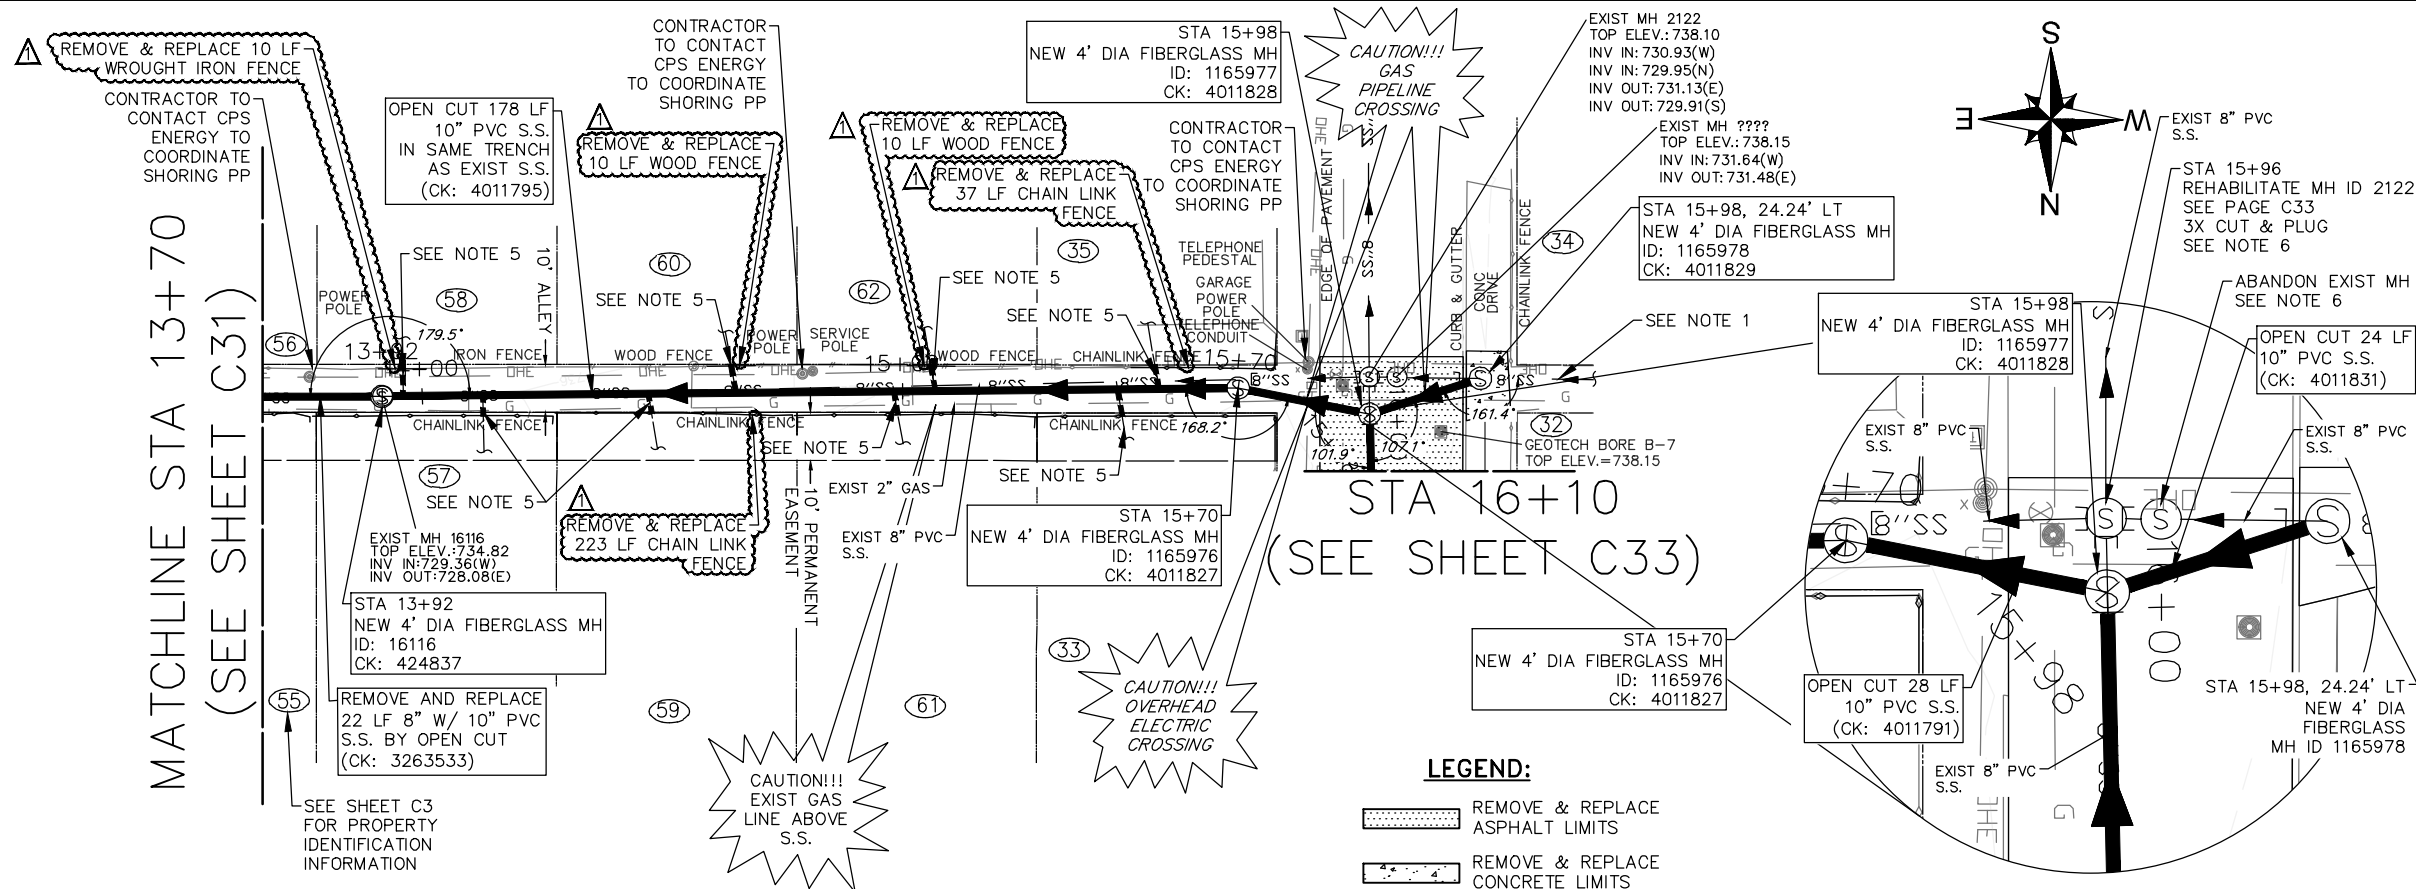 REMOVE & REPLACE 10 LF
WROUGHT IRON FENCE
1
CONTRACTOR TO
CONTACT CPS
ENERGY TO
COORDINATE
SHORING PP
OPEN CUT 178 LF
10" PVC S.S.
IN SAME TRENCH
AS EXIST S.S.
(CK: 4011795)
1
REMOVE & REPLACE
10 LF WOOD FENCE
CONTRACTOR
TO CONTACT
CPS ENERGY
TO COORDINATE
SHORING PP
1
REMOVE & REPLACE
10 LF WOOD FENCE
1
REMOVE & REPLACE
37 LF CHAIN LINK
FENCE
STA 15+98
NEW 4' DIA FIBERGLASS MH
ID: 1165977
CK: 4011828
CONTRACTOR
TO CONTACT
CPS ENERGY
TO COORDINATE
SHORING PP
CAUTION!!!
GAS
PIPELINE
CROSSING
EXIST MH 2122
TOP ELEV.: 738.10
INV IN: 730.93(W)
INV IN: 729.95(N)
INV OUT: 731.13(E)
INV OUT: 729.91(S)
EXIST MH ????
TOP ELEV.: 738.15
INV IN: 731.64(W)
INV OUT: 731.48(E)
STA 15+98, 24.24' LT
NEW 4' DIA FIBERGLASS MH
ID: 1165978
CK: 4011829
S
E
W
N
EXIST 8" PVC
S.S.
STA 15+96
REHABILITATE MH ID 2122
SEE PAGE C33
3X CUT & PLUG
SEE NOTE 6
ABANDON EXIST MH
SEE NOTE 6
OPEN CUT 24 LF
10" PVC S.S.
(CK: 4011831)
STA 15+98
NEW 4' DIA FIBERGLASS MH
ID: 1165977
CK: 4011828
SEE NOTE 1
MATCHLINE STA 13+70
(SEE SHEET C31)
POWER
POLE
SEE NOTE 5
10' ALLEY
SEE NOTE 5
POWER
POLE
SERVICE
POLE
SEE NOTE 5
SEE NOTE 5
TELEPHONE
PEDESTAL
GARAGE
POWER
POLE
TELEPHONE
CONDUIT
EDGE OF PAVEMENT
8"SS
CURB & GUTTER
CONC
DRIVE
CHAINLINK FENCE
56
58
60
62
35
34
32
179.5°
13+92
IRON FENCE
WOOD FENCE
WOOD FENCE
CHAINLINK FENCE
15+70
OHE
8"SS
G
CHAINLINK FENCE
CHAINLINK FENCE
CHAINLINK FENCE
168.2°
101.9°
107.1°
161.4°
GEOTECH BORE B-7
TOP ELEV.=738.15
57
SEE NOTE 5
SEE NOTE 5
SEE NOTE 5
EXIST 2" GAS
10' PERMANENT
EASEMENT
EXIST 8" PVC
S.S.
1
REMOVE & REPLACE
223 LF CHAIN LINK
FENCE
EXIST MH 16116
TOP ELEV.:734.82
INV IN:729.36(W)
INV OUT:728.08(E)
STA 13+92
NEW 4' DIA FIBERGLASS MH
ID: 16116
CK: 424837
STA 15+70
NEW 4' DIA FIBERGLASS MH
ID: 1165976
CK: 4011827
STA 16+10
(SEE SHEET C33)
STA 15+70
NEW 4' DIA FIBERGLASS MH
ID: 1165976
CK: 4011827
55
REMOVE AND REPLACE
22 LF 8" W/ 10" PVC
S.S. BY OPEN CUT
(CK: 3263533)
SEE SHEET C3
FOR PROPERTY
IDENTIFICATION
INFORMATION
59
61
33
CAUTION!!!
EXIST GAS
LINE ABOVE
S.S.
CAUTION!!!
OVERHEAD
ELECTRIC
CROSSING
EXIST 8" PVC
S.S.
EXIST 8" PVC
S.S.
8"SS
OPEN CUT 28 LF
10" PVC S.S.
(CK: 4011791)
EXIST 8" PVC
S.S.
STA 15+98, 24.24' LT
NEW 4' DIA
FIBERGLASS
MH ID 1165978
LEGEND:
REMOVE & REPLACE
ASPHALT LIMITS
REMOVE & REPLACE
CONCRETE LIMITS